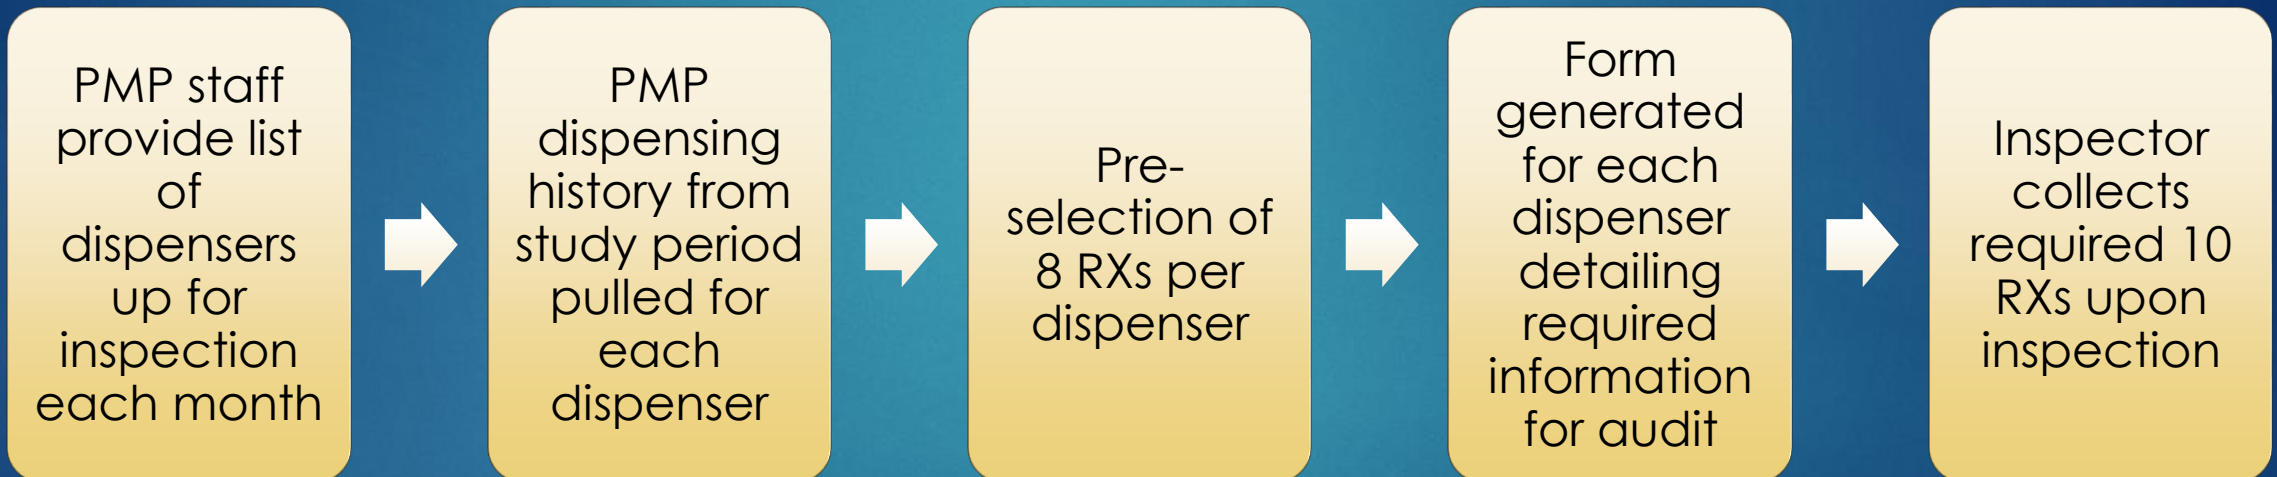 PMP staff
provide list
of
dispensers
up for
inspection
each month
PMP
dispensing
history from
study period
pulled for
each
dispenser
Pre-
selection of
8 RXs per
dispenser
Form
generated
for each
dispenser
detailing
required
information
for audit
Inspector
collects
required 10
RXs upon
inspection